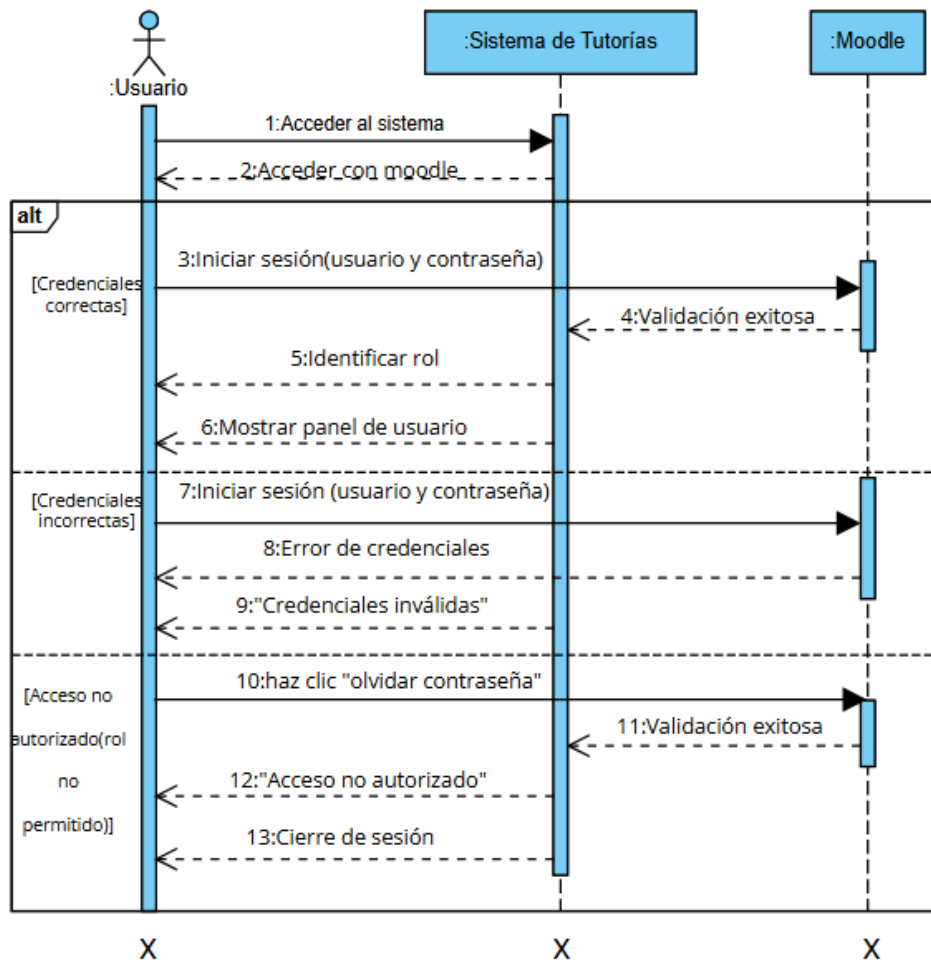 :Usuario
:Sistema de Tutorías
:Moodle
1:Acceder al sistema
2:Acceder con moodle
alt
[Credenciales
correctas]
3:Iniciar sesión(usuario y contraseña)
4:Validación exitosa
5:Identificar rol
6:Mostrar panel de usuario
[Credenciales
incorrectas]
7:Iniciar sesión (usuario y contraseña)
8:Error de credenciales
9:"Credenciales inválidas"
[Acceso no
autorizado(rol
no
permitido)]
10:haz clic "olvidar contraseña"
11:Validación exitosa
12:"Acceso no autorizado"
13:Cierre de sesión
X X X